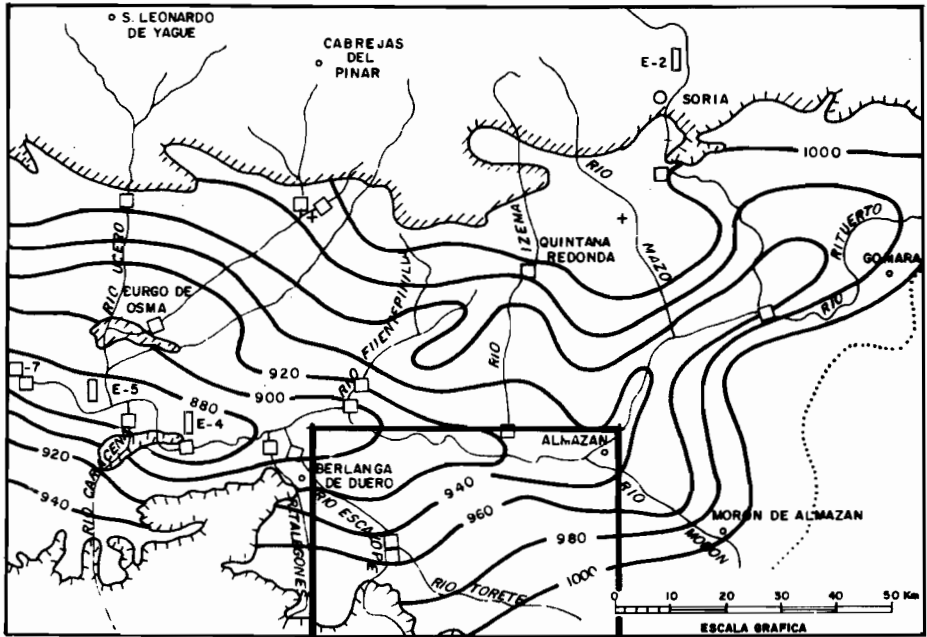 S. LEONARDO
DE YAGUE
CABREJAS
DEL
PINAR
E-2
SORIA
1000
RIO
IZEMA
RITUERTO
QUINTANA
REDONDA
MAZO
GOMARA
RIO UCERO
EURGO DE
OSMA
RIO FUENTEPINILLA
RIO
RIO
920
-7
E-5
900
880
E-4
ALMAZAN
920
RIO CARACENA
BERLANGA
DE DUERO
940
RIO
940
960
RIO ESCALOTE
MORON DE ALMAZAN
MORON
980
RIO TORETE
1000
0 10 20 30 40 50 Km
ESCALA GRAFICA